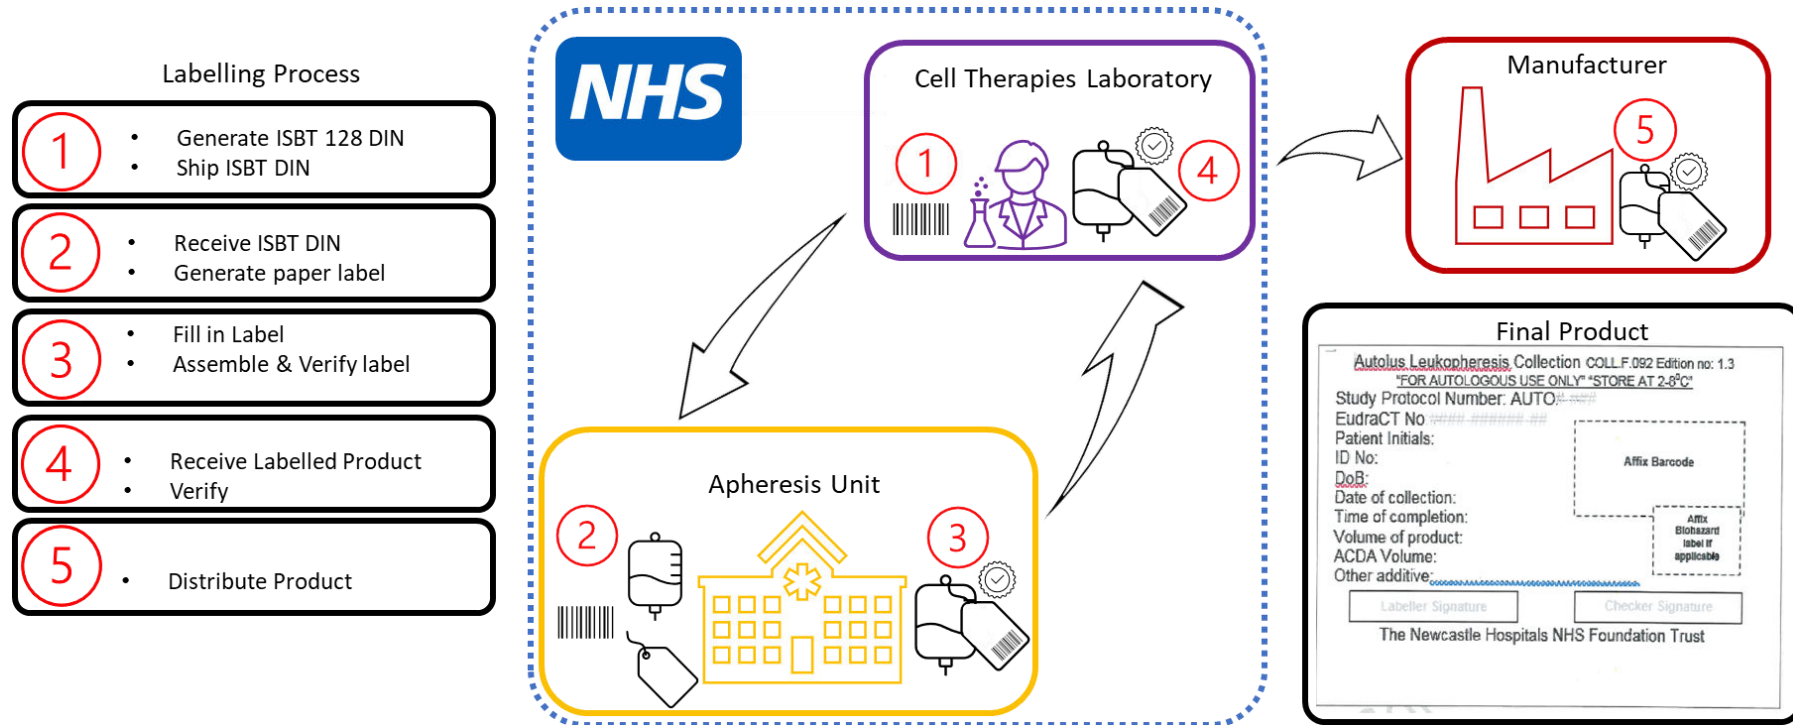 Labelling Process
1
• Generate ISBT 128 DIN
• Ship ISBT DIN
2
• Receive ISBT DIN
• Generate paper label
3
• Fill in Label
• Assemble & Verify label
4
• Receive Labelled Product
• Verify
5
• Distribute Product
NHS
Cell Therapies Laboratory
1
4
Apheresis Unit
2
3
Manufacturer
5
Final Product
Autolus Leukopheresis Collection COLL.F.092 Edition no: 1.3
"FOR AUTOLOGOUS USE ONLY" "STORE AT 2-8⁰C"
Study Protocol Number: AUTO#-###
EudraCT No ####-######-##
Patient Initials:
ID No:
DoB:
Date of collection:
Time of completion:
Volume of product:
ACDA Volume:
Other additive:
Affix Barcode
Affix
Biohazard
label if
applicable
Labeller Signature
Checker Signature
The Newcastle Hospitals NHS Foundation Trust